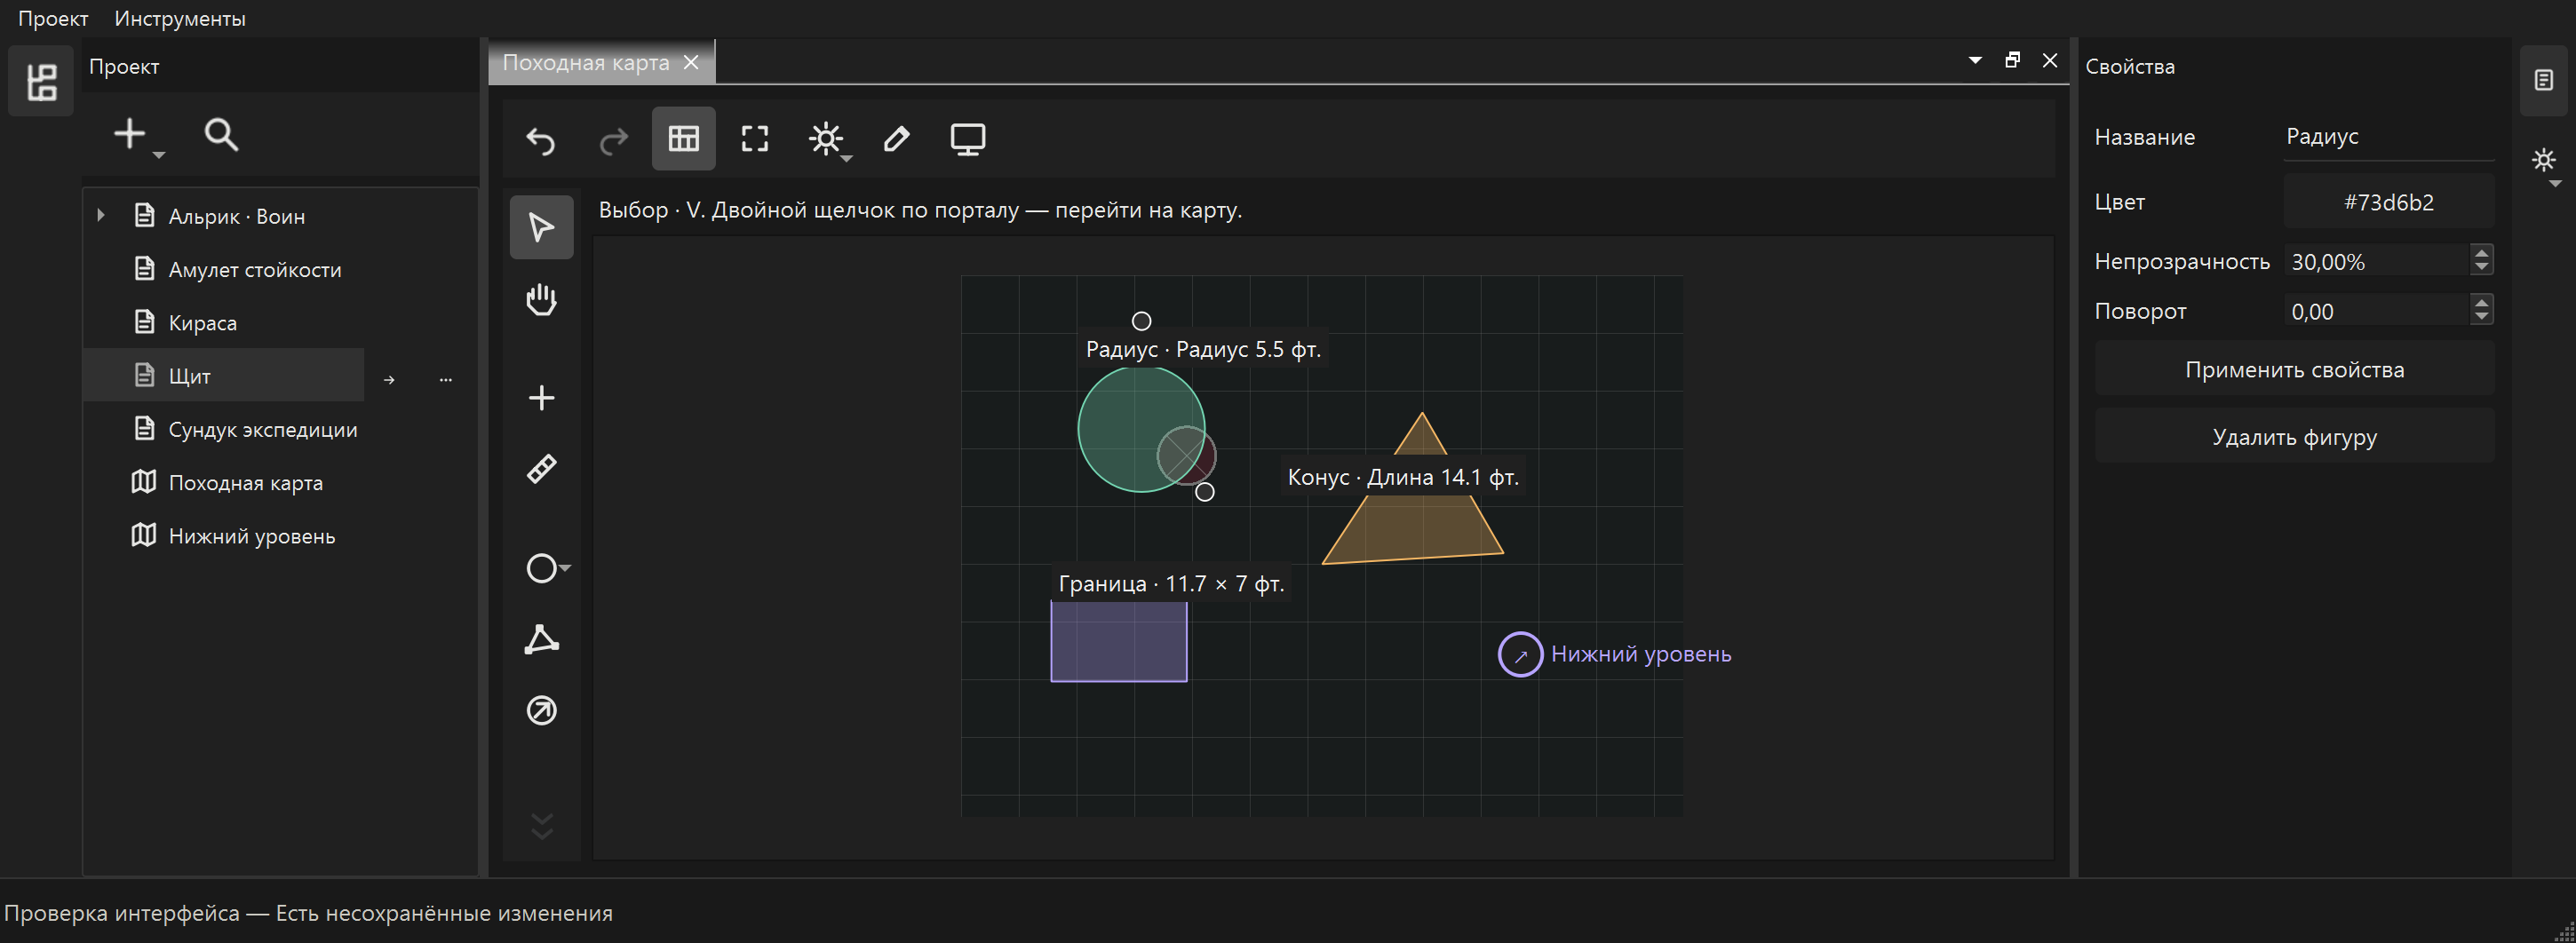 Проект Инструменты
Проект
Альрик · Воин
Амулет стойкости
Кираса
Щит → ...
Сундук экспедиции
Походная карта
Нижний уровень
Походная карта
Выбор · V. Двойной щелчок по порталу — перейти на карту.
Радиус · Радиус 5.5 фт.
Конус · Длина 14.1 фт.
Граница · 11.7 × 7 фт.
Нижний уровень
Свойства
Название Радиус
Цвет #73d6b2
Непрозрачность 30,00%
Поворот 0,00
Применить свойства
Удалить фигуру
Проверка интерфейса — Есть несохранённые изменения